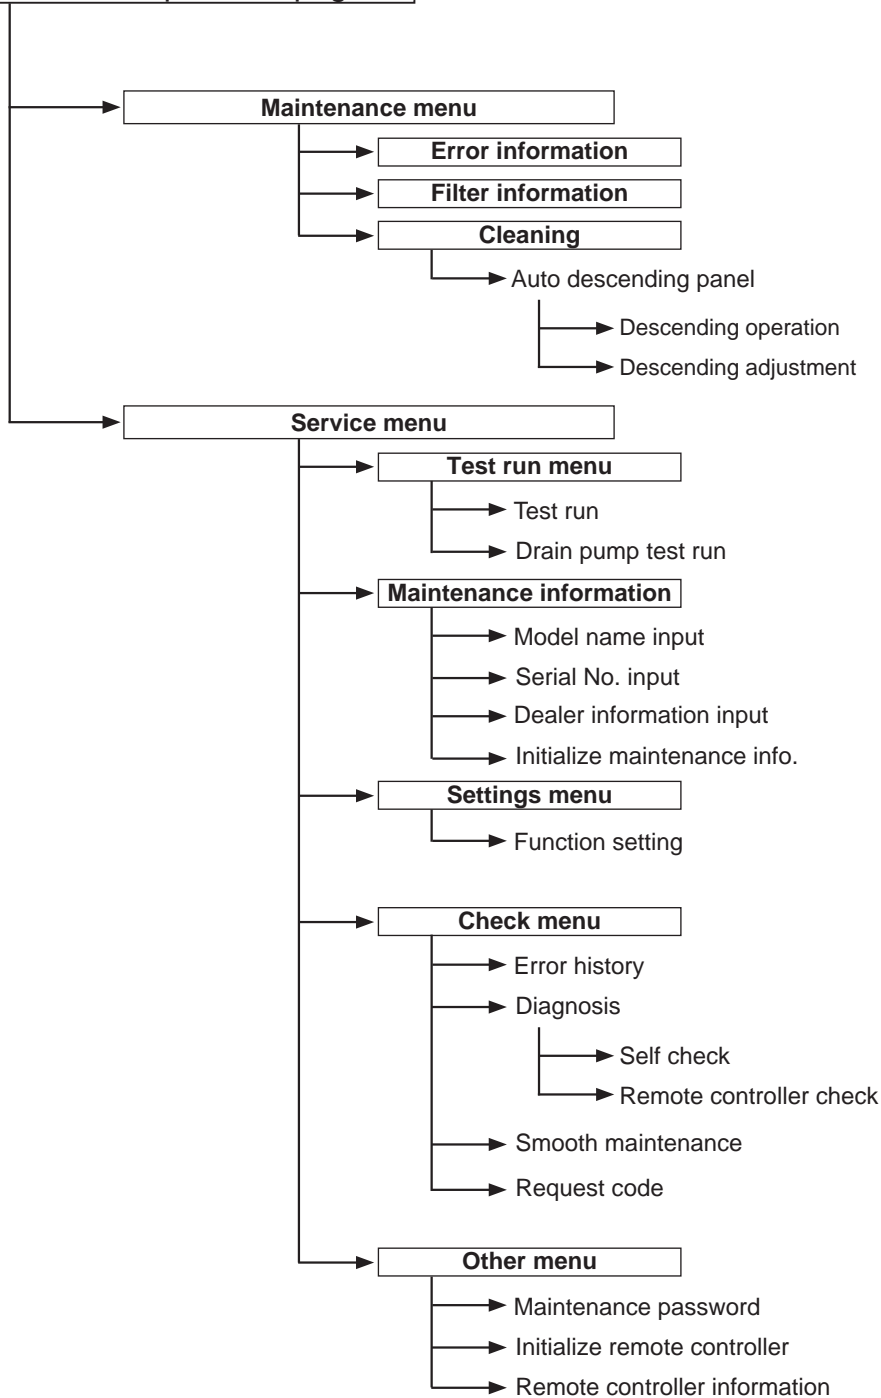 Maintenance menu
Error information
Filter information
Cleaning
Auto descending panel
Descending operation
Descending adjustment
Service menu
Test run menu
Test run
Drain pump test run
Maintenance information
Model name input
Serial No. input
Dealer information input
Initialize maintenance info.
Settings menu
Function setting
Check menu
Error history
Diagnosis
Self check
Remote controller check
Smooth maintenance
Request code
Other menu
Maintenance password
Initialize remote controller
Remote controller information